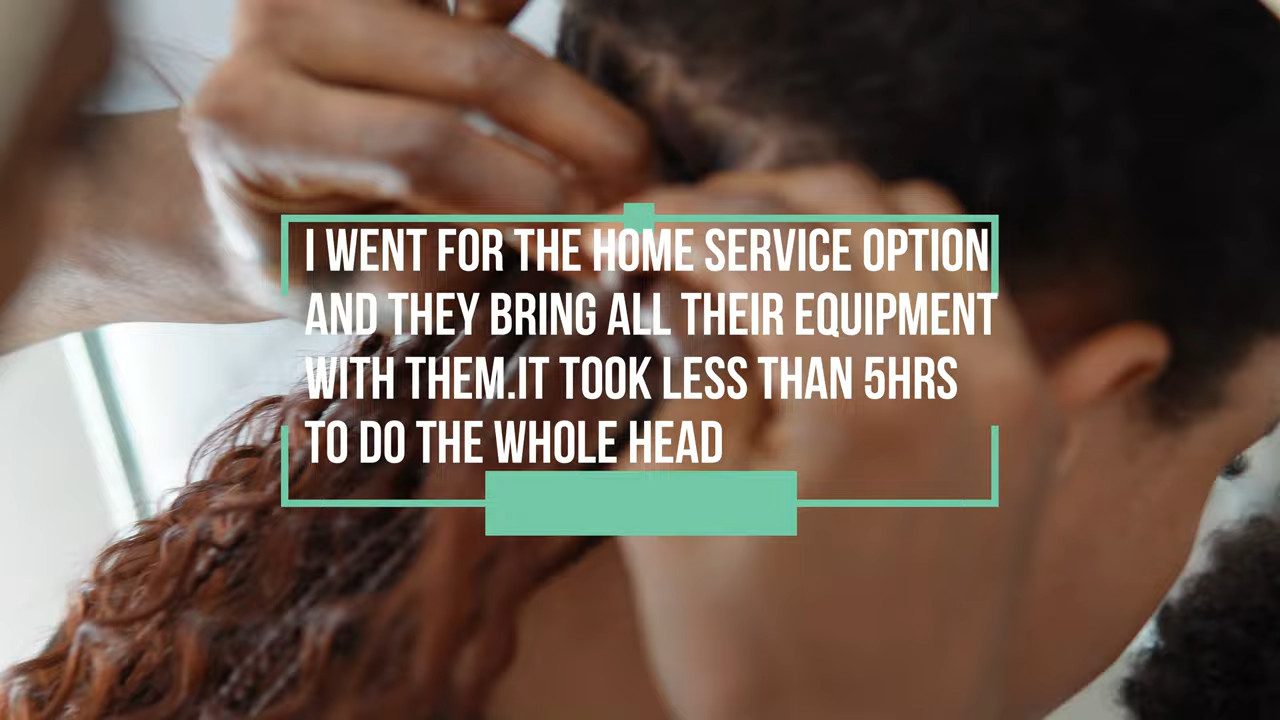 I WENT FOR THE HOME SERVICE OPTION
AND THEY BRING ALL THEIR EQUIPMENT
WITH THEM.IT TOOK LESS THAN 5HRS
TO DO THE WHOLE HEAD